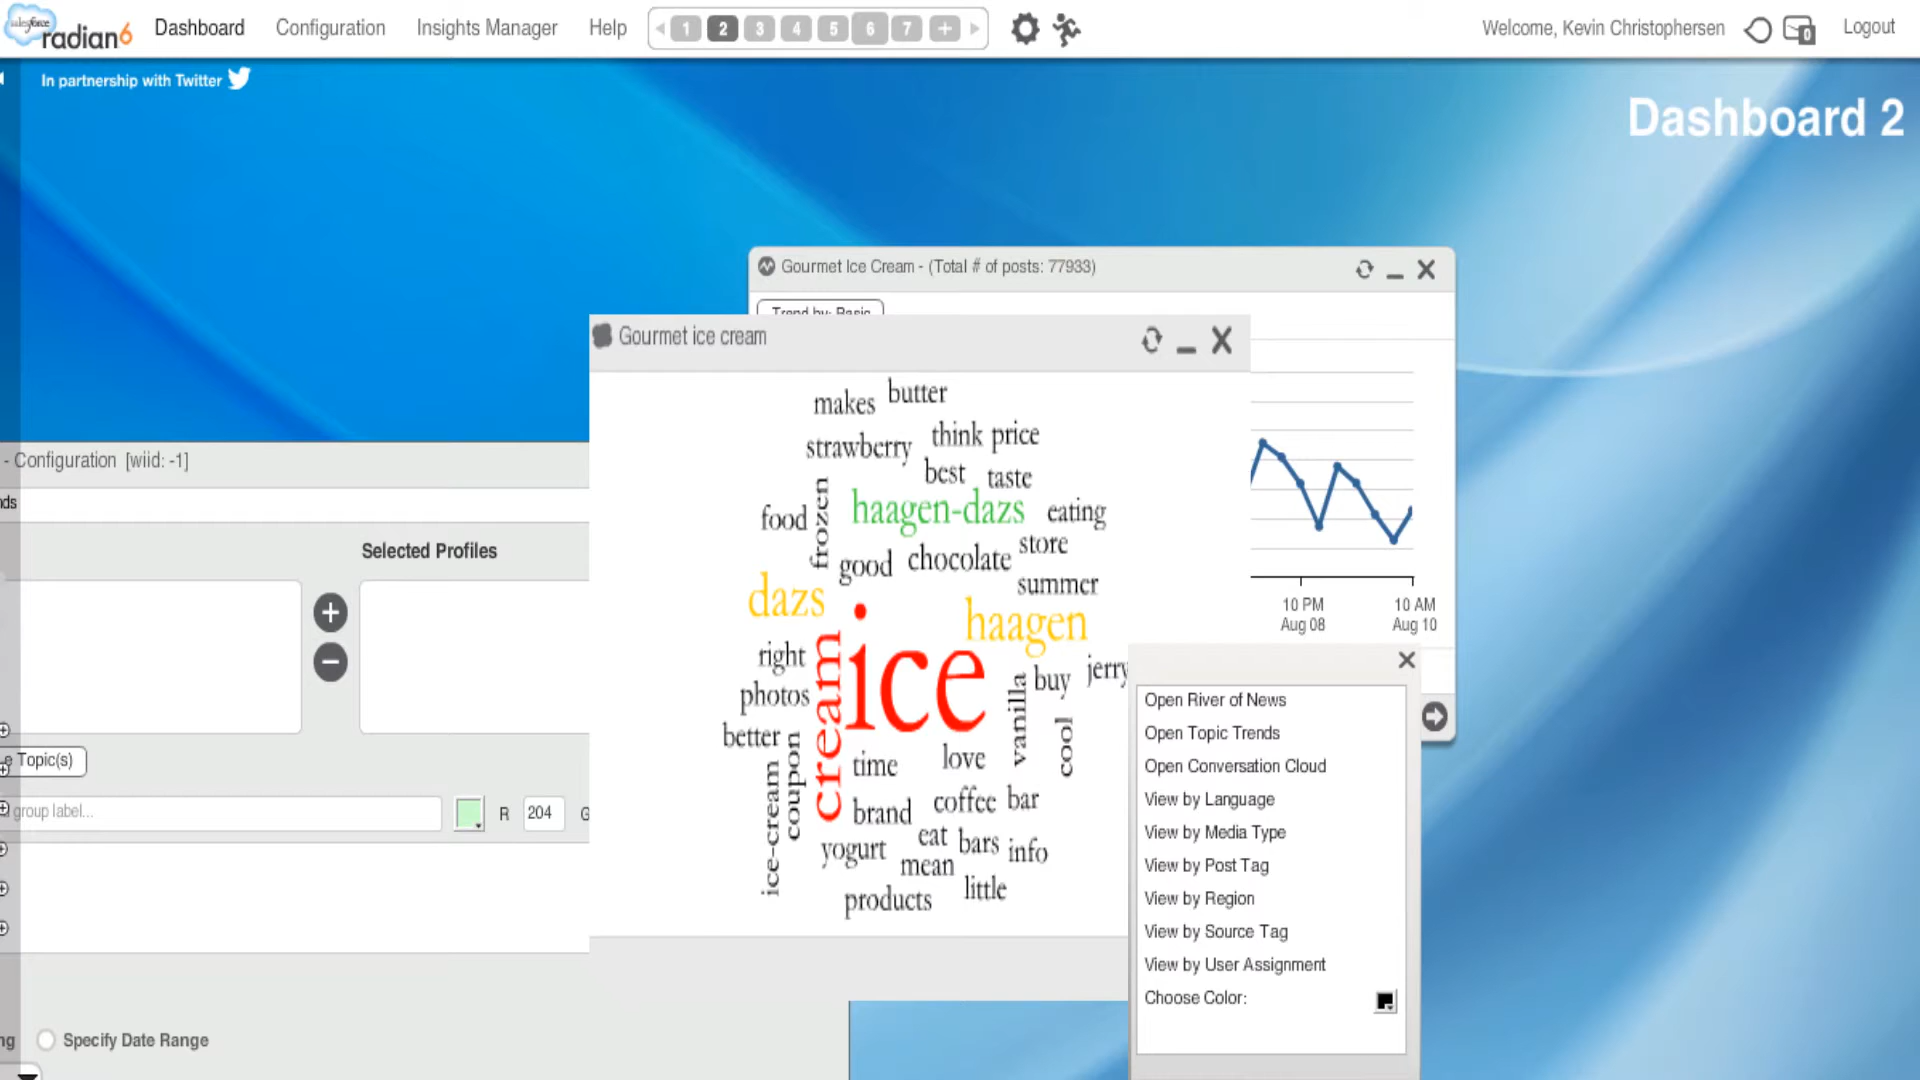 salesforce
radian6
Dashboard Configuration Insights Manager Help
1 2 3 4 5 6 7 +
Welcome, Kevin Christophersen
0
Logout
In partnership with Twitter
Dashboard 2
Gourmet Ice Cream - (Total # of posts: 77933)
Trend by: Basic
Gourmet ice cream
makes butter
strawberry think price
best taste
food frozen haagen-dazs eating
good chocolate store
summer
dazs haagen
right cream ice
photos vanilla buy jerry
better cool
ice-cream coupon time love
brand coffee bar
eat bars info
yogurt mean
products little
10 PM
Aug 08
10 AM
Aug 10
- Configuration [wiid: -1]
Selected Profiles
Topic(s)
group label...
R 204 G
Specify Date Range
Open River of News
Open Topic Trends
Open Conversation Cloud
View by Language
View by Media Type
View by Post Tag
View by Region
View by Source Tag
View by User Assignment
Choose Color: